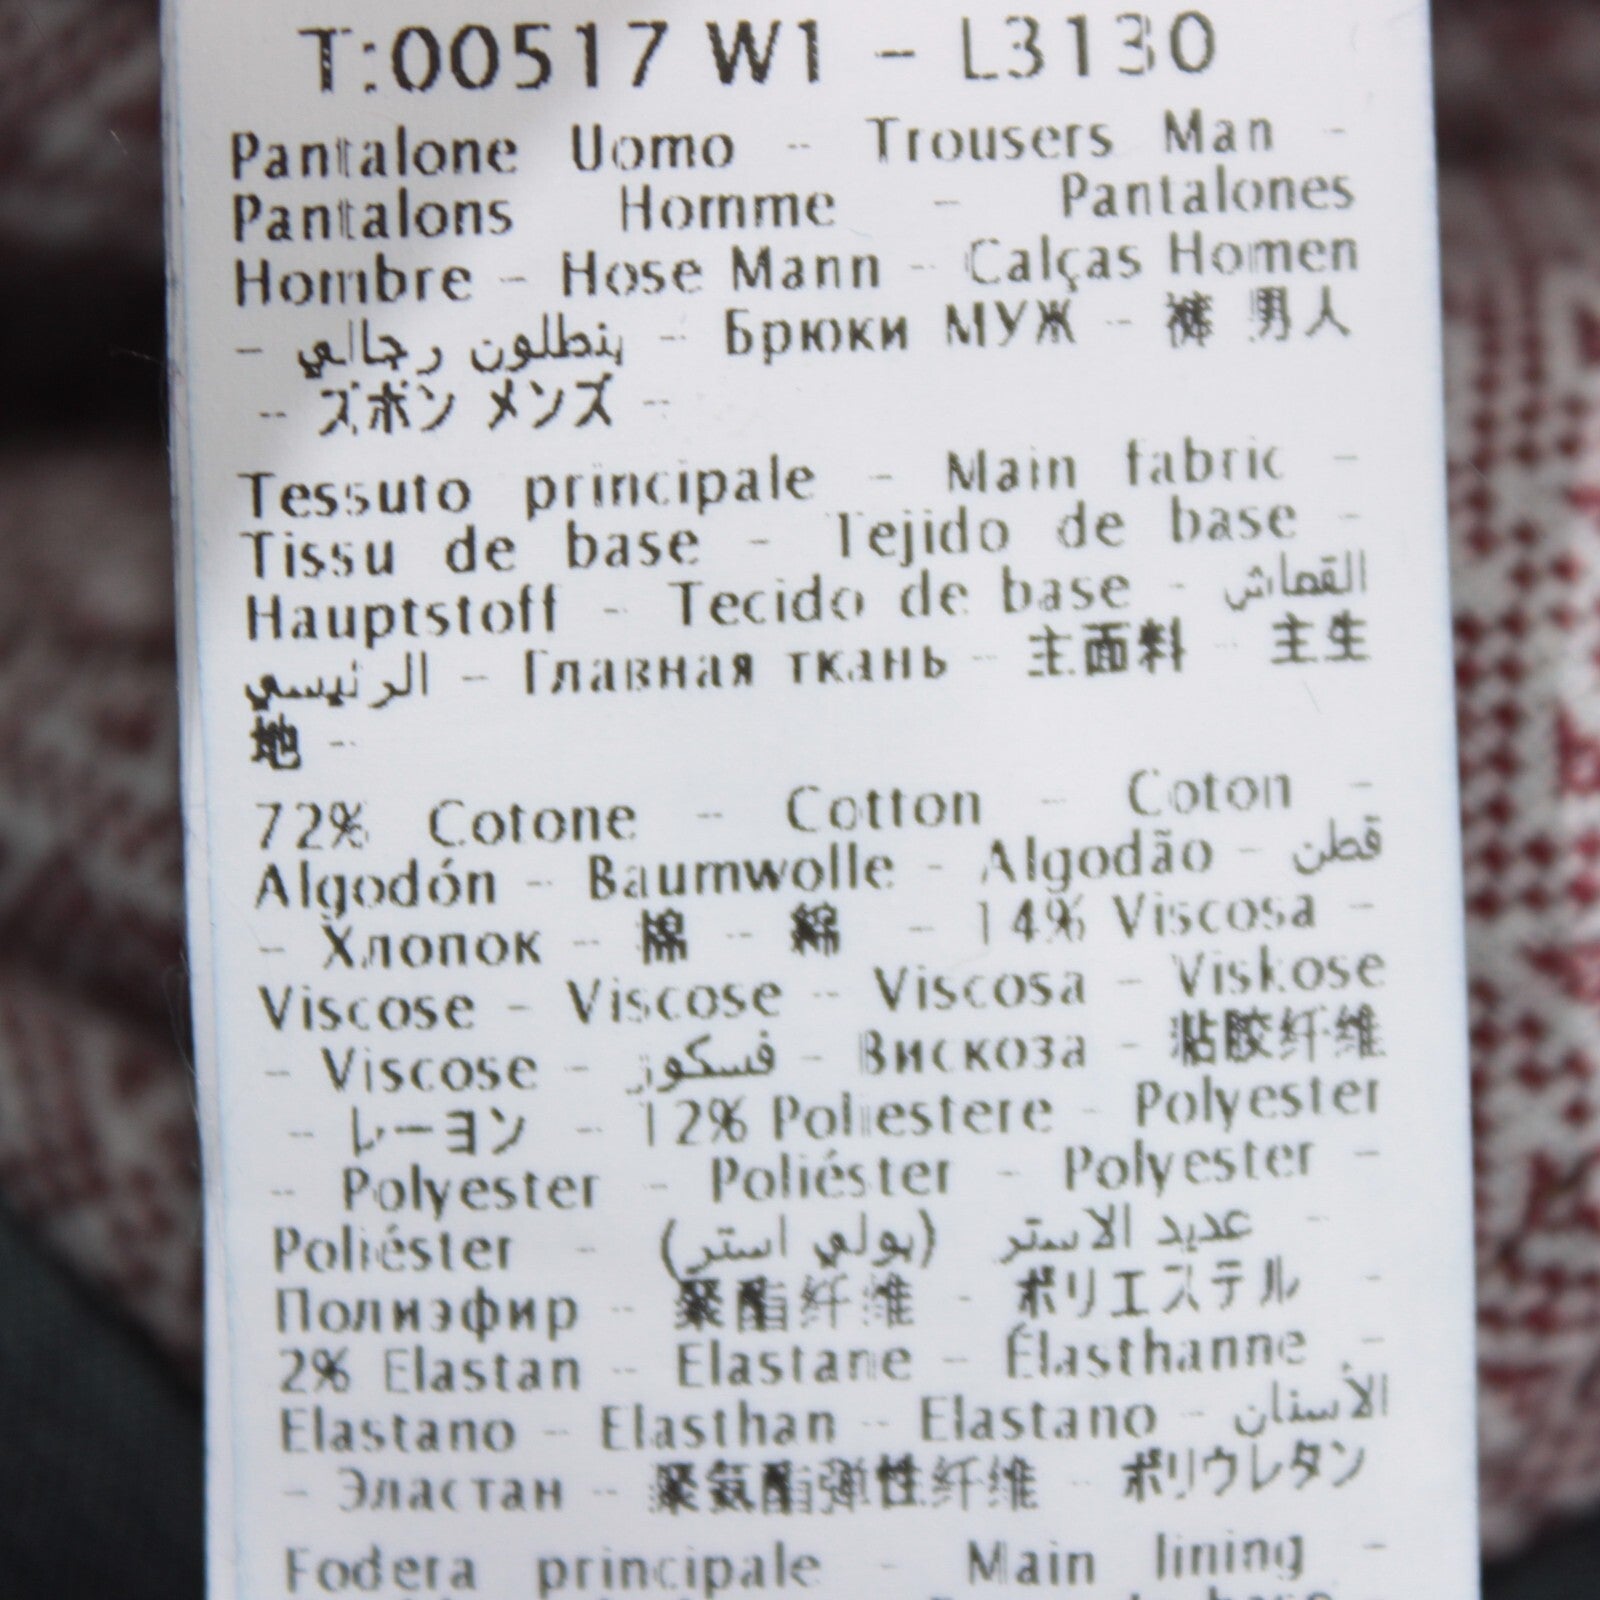 T:00517 W1 - L3130
Pantalone Uomo - Trousers Man -
Pantalons Homme - Pantalones
Hombre - Hose Mann - Calças Homen
- بنطلون رجالي - Брюки МУЖ - 裤 男人
- ズボン メンズ -
Tessuto principale - Main fabric -
Tissu de base - Tejido de base -
Hauptstoff - Tecido de base - القماش
الرئيسي - Главная ткань - 主面料 - 主生
地 -
72% Cotone - Cotton - Coton -
Algodón - Baumwolle - Algodão - قطن
- Хлопок - 棉 - 綿 - 14% Viscosa -
Viscose - Viscose - Viscosa - Viskose
- Viscose - فسكوز - Вискоза - 粘胶纤维
- レーヨン - 12% Poliestere - Polyester
- Polyester - Poliéster - Polyester -
Poliéster - عديد الاستر (بولي استر) -
Полиэфир - 聚酯纤维 - ポリエステル -
2% Elastan - Elastane - Élasthanne -
Elastano - Elasthan - Elastano - الأستان
- Эластан - 聚氨酯弹性纤维 - ポリウレタン
Fodera principale - Main lining -